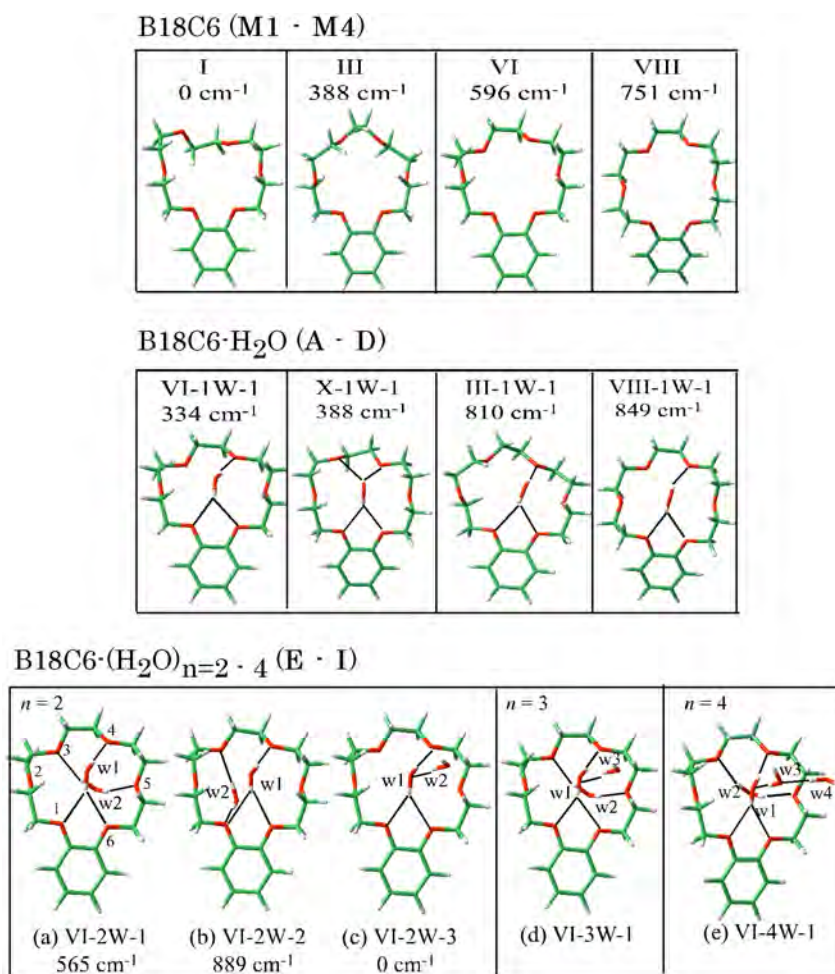 B18C6 (M1 - M4)
I III VI VIII
0 cm⁻¹ 388 cm⁻¹ 596 cm⁻¹ 751 cm⁻¹
B18C6·H₂O (A - D)
VI-1W-1 X-1W-1 III-1W-1 VIII-1W-1
334 cm⁻¹ 388 cm⁻¹ 810 cm⁻¹ 849 cm⁻¹
B18C6·(H₂O)n=2 - 4 (E - I)
n = 2 n = 3 n = 4
4
3
w1
2
5
w2
1
6
w2 w1
w1 w2
w3
w1
w2
w3
w2
w4
w1
(a) VI-2W-1 (b) VI-2W-2 (c) VI-2W-3 (d) VI-3W-1 (e) VI-4W-1
565 cm⁻¹ 889 cm⁻¹ 0 cm⁻¹